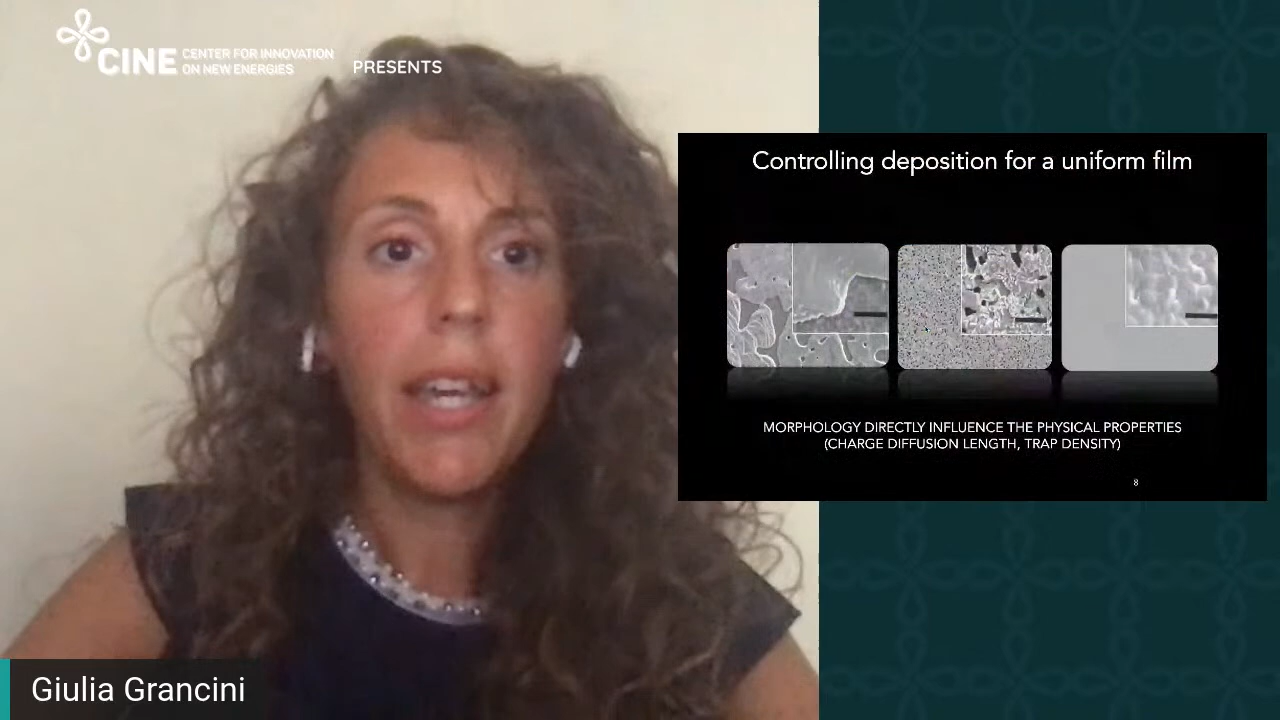 CINE CENTER FOR INNOVATION
ON NEW ENERGIES
PRESENTS
Controlling deposition for a uniform film
MORPHOLOGY DIRECTLY INFLUENCE THE PHYSICAL PROPERTIES
(CHARGE DIFFUSION LENGTH, TRAP DENSITY)
8
Giulia Grancini